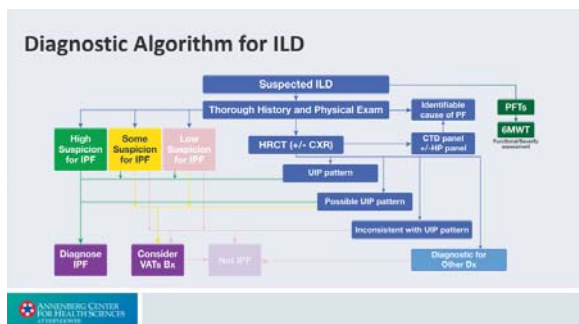 Diagnostic Algorithm for ILD
Suspected ILD
Thorough History and Physical Exam
Identifiable
cause of PF
PFTs
6MWT
Functional/Severity
assessment
High
Suspicion
for IPF
Some
Suspicion
for IPF
Low
Suspicion
for IPF
HRCT (+/- CXR)
CTD panel
+/-HP panel
UIP pattern
Possible UIP pattern
Inconsistent with UIP pattern
Diagnose
IPF
Consider
VATs Bx
Not IPF
Diagnostic for
Other Dx
ANNENBERG CENTER
FOR HEALTH SCIENCES